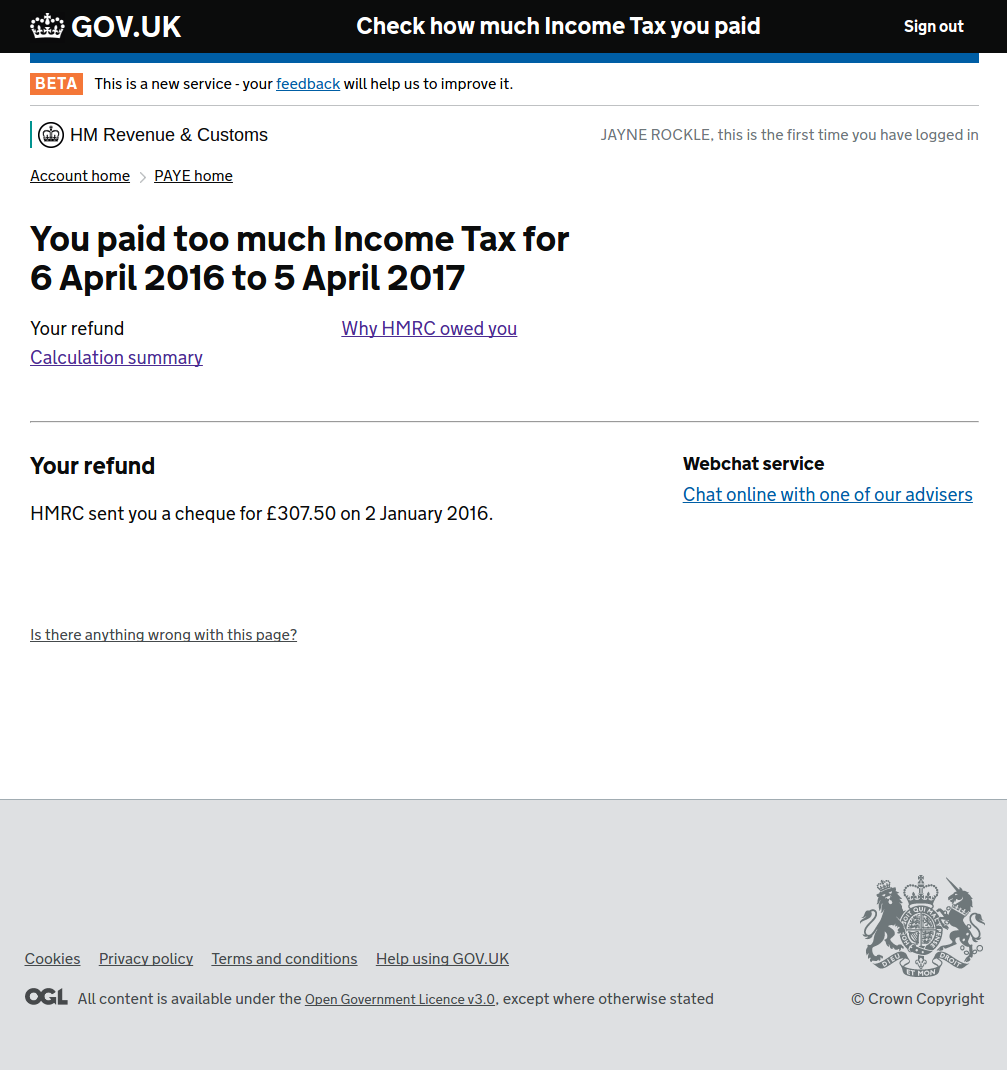 GOV.UK Check how much Income Tax you paid Sign out
BETA This is a new service - your feedback will help us to improve it.
HM Revenue & Customs JAYNE ROCKLE, this is the first time you have logged in
Account home PAYE home
You paid too much Income Tax for
6 April 2016 to 5 April 2017
Your refund Why HMRC owed you
Calculation summary
Your refund
Webchat service
Chat online with one of our advisers
HMRC sent you a cheque for £307.50 on 2 January 2016.
Is there anything wrong with this page?
Cookies Privacy policy Terms and conditions Help using GOV.UK
OGL All content is available under the Open Government Licence v3.0, except where otherwise stated
© Crown Copyright